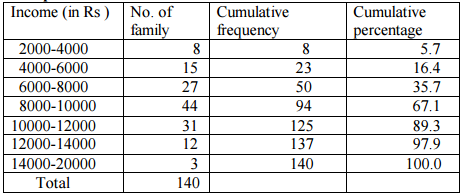 Income (in Rs ) No. of family Cumulative frequency Cumulative percentage
2000-4000 8 8 5.7
4000-6000 15 23 16.4
6000-8000 27 50 35.7
8000-10000 44 94 67.1
10000-12000 31 125 89.3
12000-14000 12 137 97.9
14000-20000 3 140 100.0
Total 140